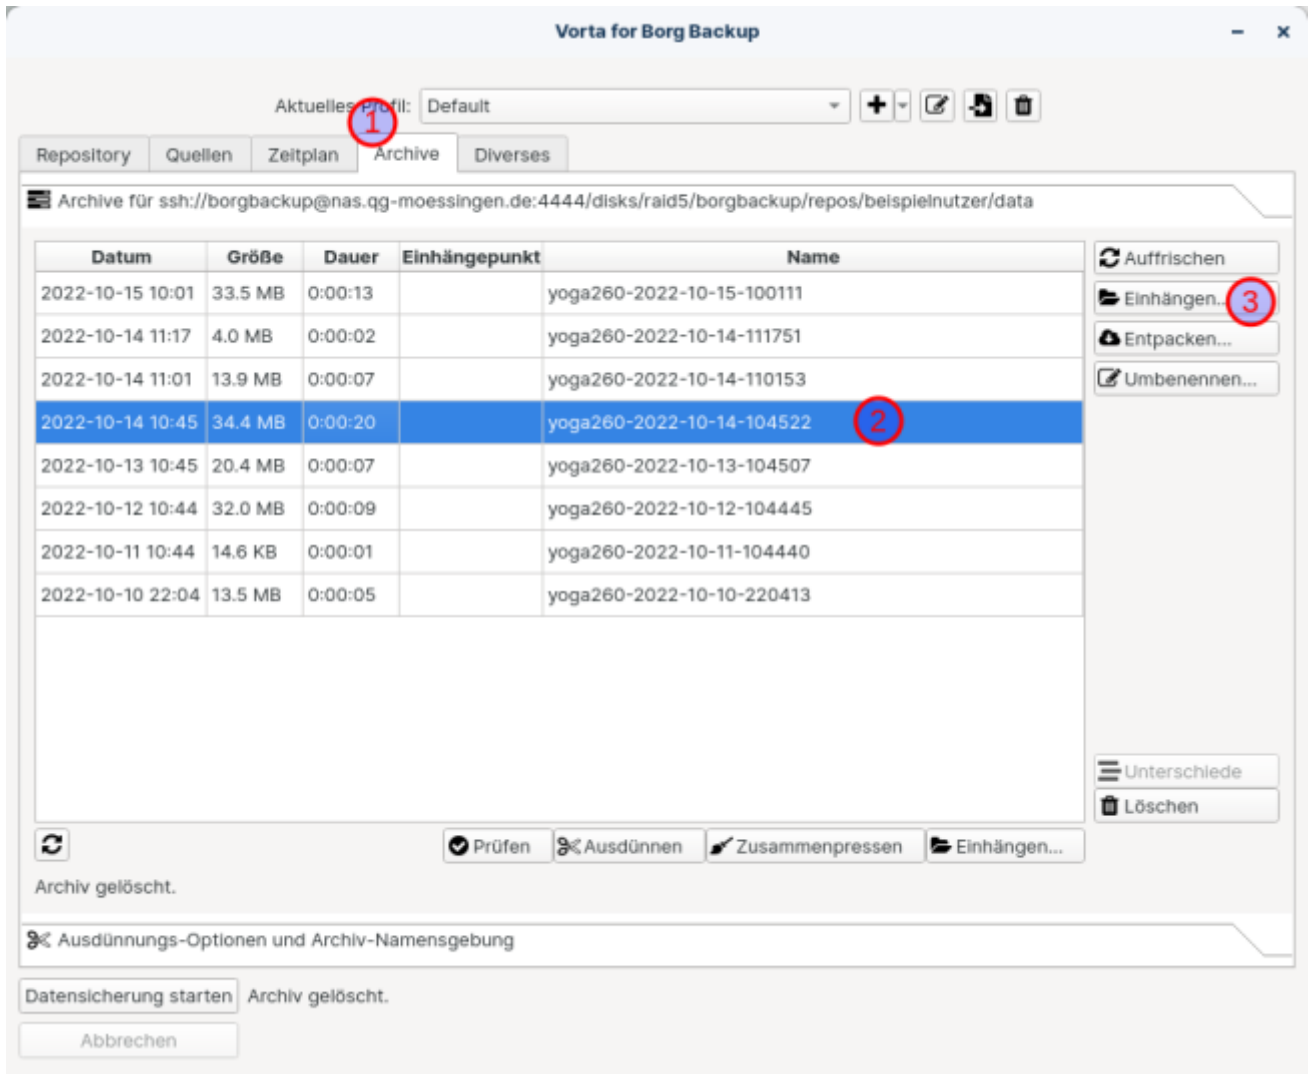 Vorta for Borg Backup
Aktuelles Profil: Default
1
Repository Quellen Zeitplan Archive Diverses
Archive für ssh://borgbackup@nas.qg-moessingen.de:4444/disks/raid5/borgbackup/repos/beispielnutzer/data
Datum Größe Dauer Einhängepunkt Name
2022-10-15 10:01 33.5 MB 0:00:13 yoga260-2022-10-15-100111
2022-10-14 11:17 4.0 MB 0:00:02 yoga260-2022-10-14-111751
2022-10-14 11:01 13.9 MB 0:00:07 yoga260-2022-10-14-110153
2022-10-14 10:45 34.4 MB 0:00:20 yoga260-2022-10-14-104522 2
2022-10-13 10:45 20.4 MB 0:00:07 yoga260-2022-10-13-104507
2022-10-12 10:44 32.0 MB 0:00:09 yoga260-2022-10-12-104445
2022-10-11 10:44 14.6 KB 0:00:01 yoga260-2022-10-11-104440
2022-10-10 22:04 13.5 MB 0:00:05 yoga260-2022-10-10-220413
Auffrischen
Einhängen... 3
Entpacken...
Umbenennen...
Unterschiede
Löschen
Prüfen Ausdünnen Zusammenpressen Einhängen...
Archiv gelöscht.
Ausdünnungs-Optionen und Archiv-Namensgebung
Datensicherung starten Archiv gelöscht.
Abbrechen